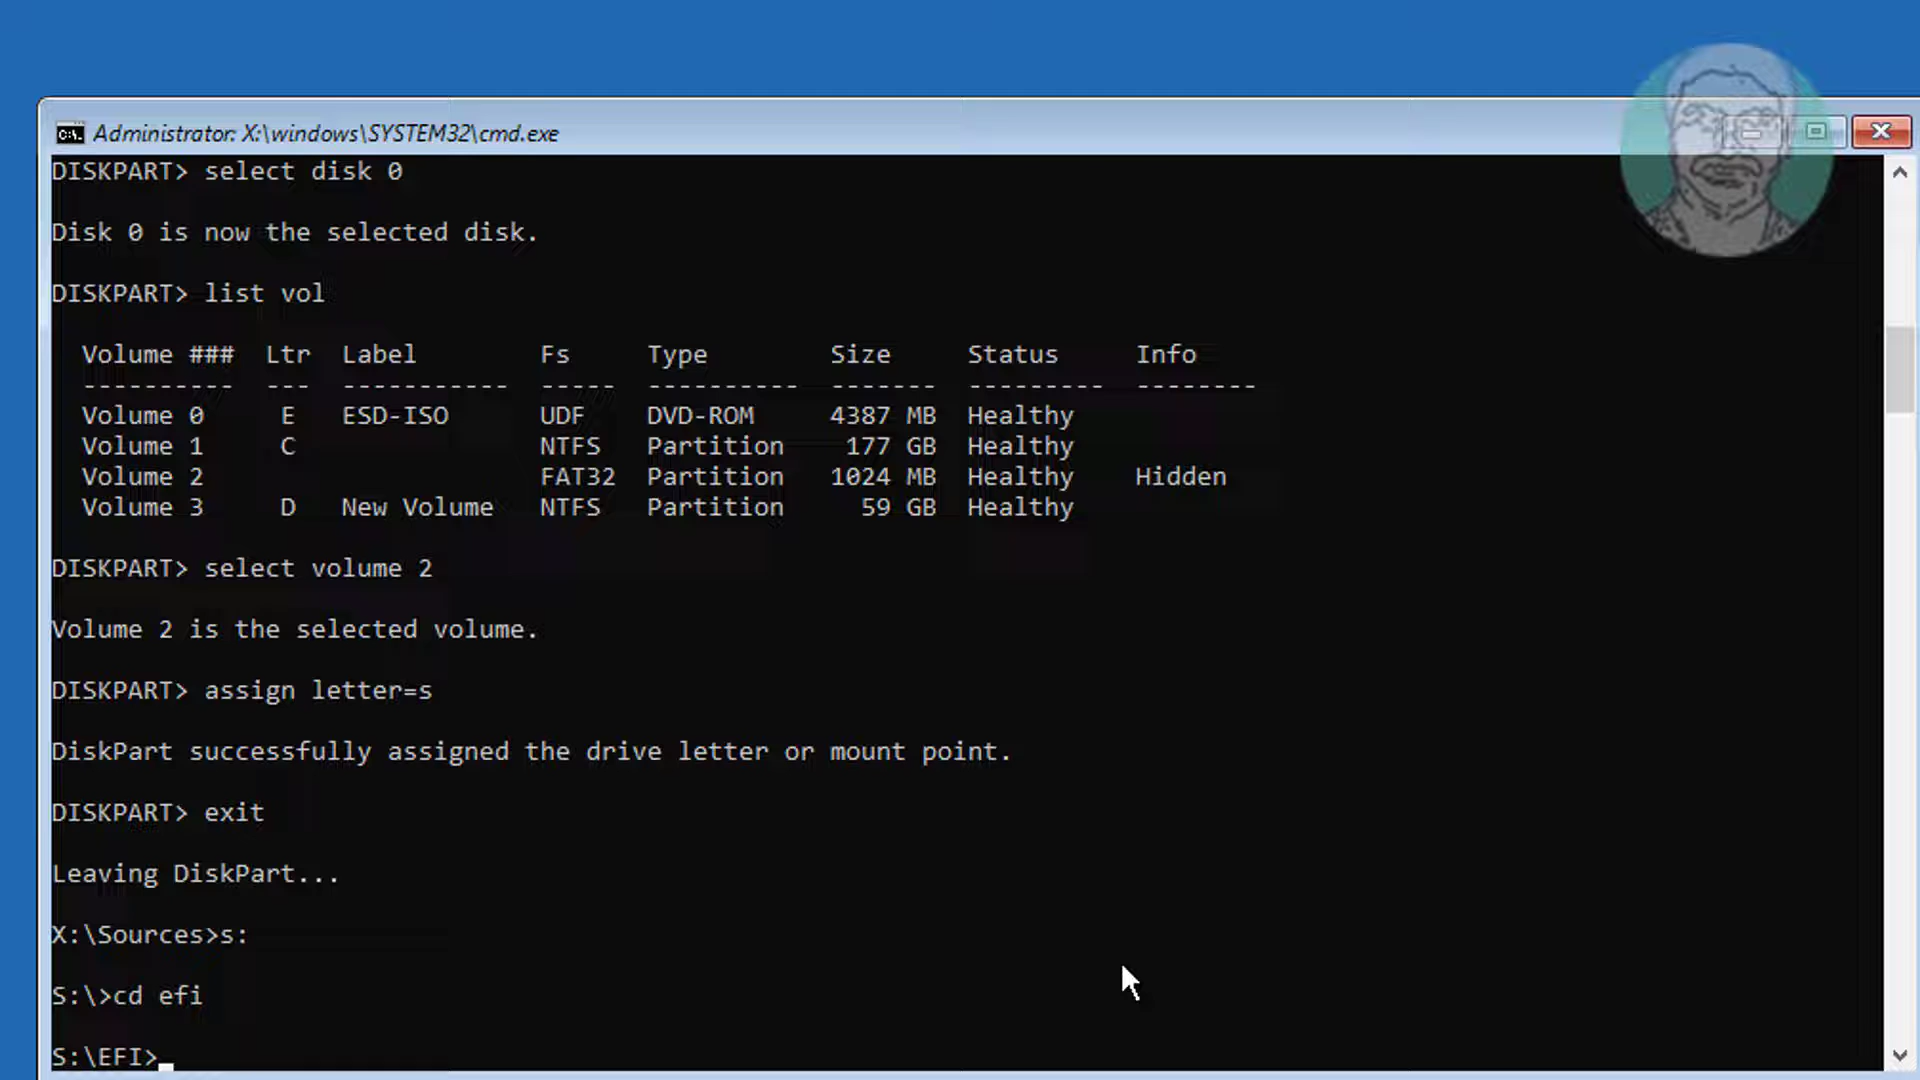 Administrator: X:\windows\SYSTEM32\cmd.exe
DISKPART> select disk 0
Disk 0 is now the selected disk.
DISKPART> list vol
Volume ### Ltr Label Fs Type Size Status Info
---------- --- ----------- ----- ---------- ------- --------- --------
Volume 0 E ESD-ISO UDF DVD-ROM 4387 MB Healthy
Volume 1 C NTFS Partition 177 GB Healthy
Volume 2 FAT32 Partition 1024 MB Healthy Hidden
Volume 3 D New Volume NTFS Partition 59 GB Healthy
DISKPART> select volume 2
Volume 2 is the selected volume.
DISKPART> assign letter=s
DiskPart successfully assigned the drive letter or mount point.
DISKPART> exit
Leaving DiskPart...
X:\Sources>s:
S:\>cd efi
S:\EFI>